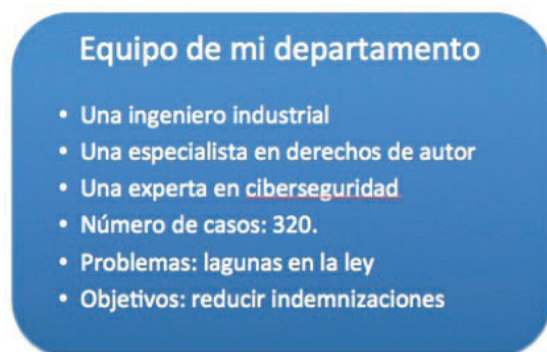 Equipo de mi departamento
• Una ingeniero industrial
• Una especialista en derechos de autor
• Una experta en ciberseguridad
• Número de casos: 320.
• Problemas: lagunas en la ley
• Objetivos: reducir indemnizaciones